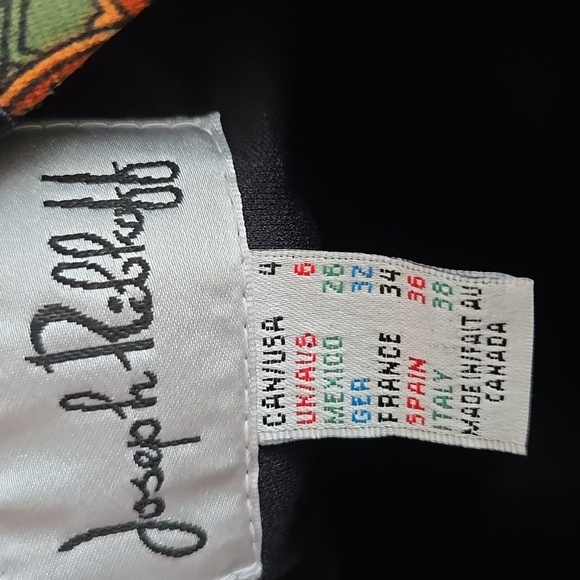 Joseph Ribkoff
CAN/USA 4
UK/AUS 6
MEXICO 26
GER 32
FRANCE 34
SPAIN 36
ITALY 38
MADE IN/FAIT AU
CANADA